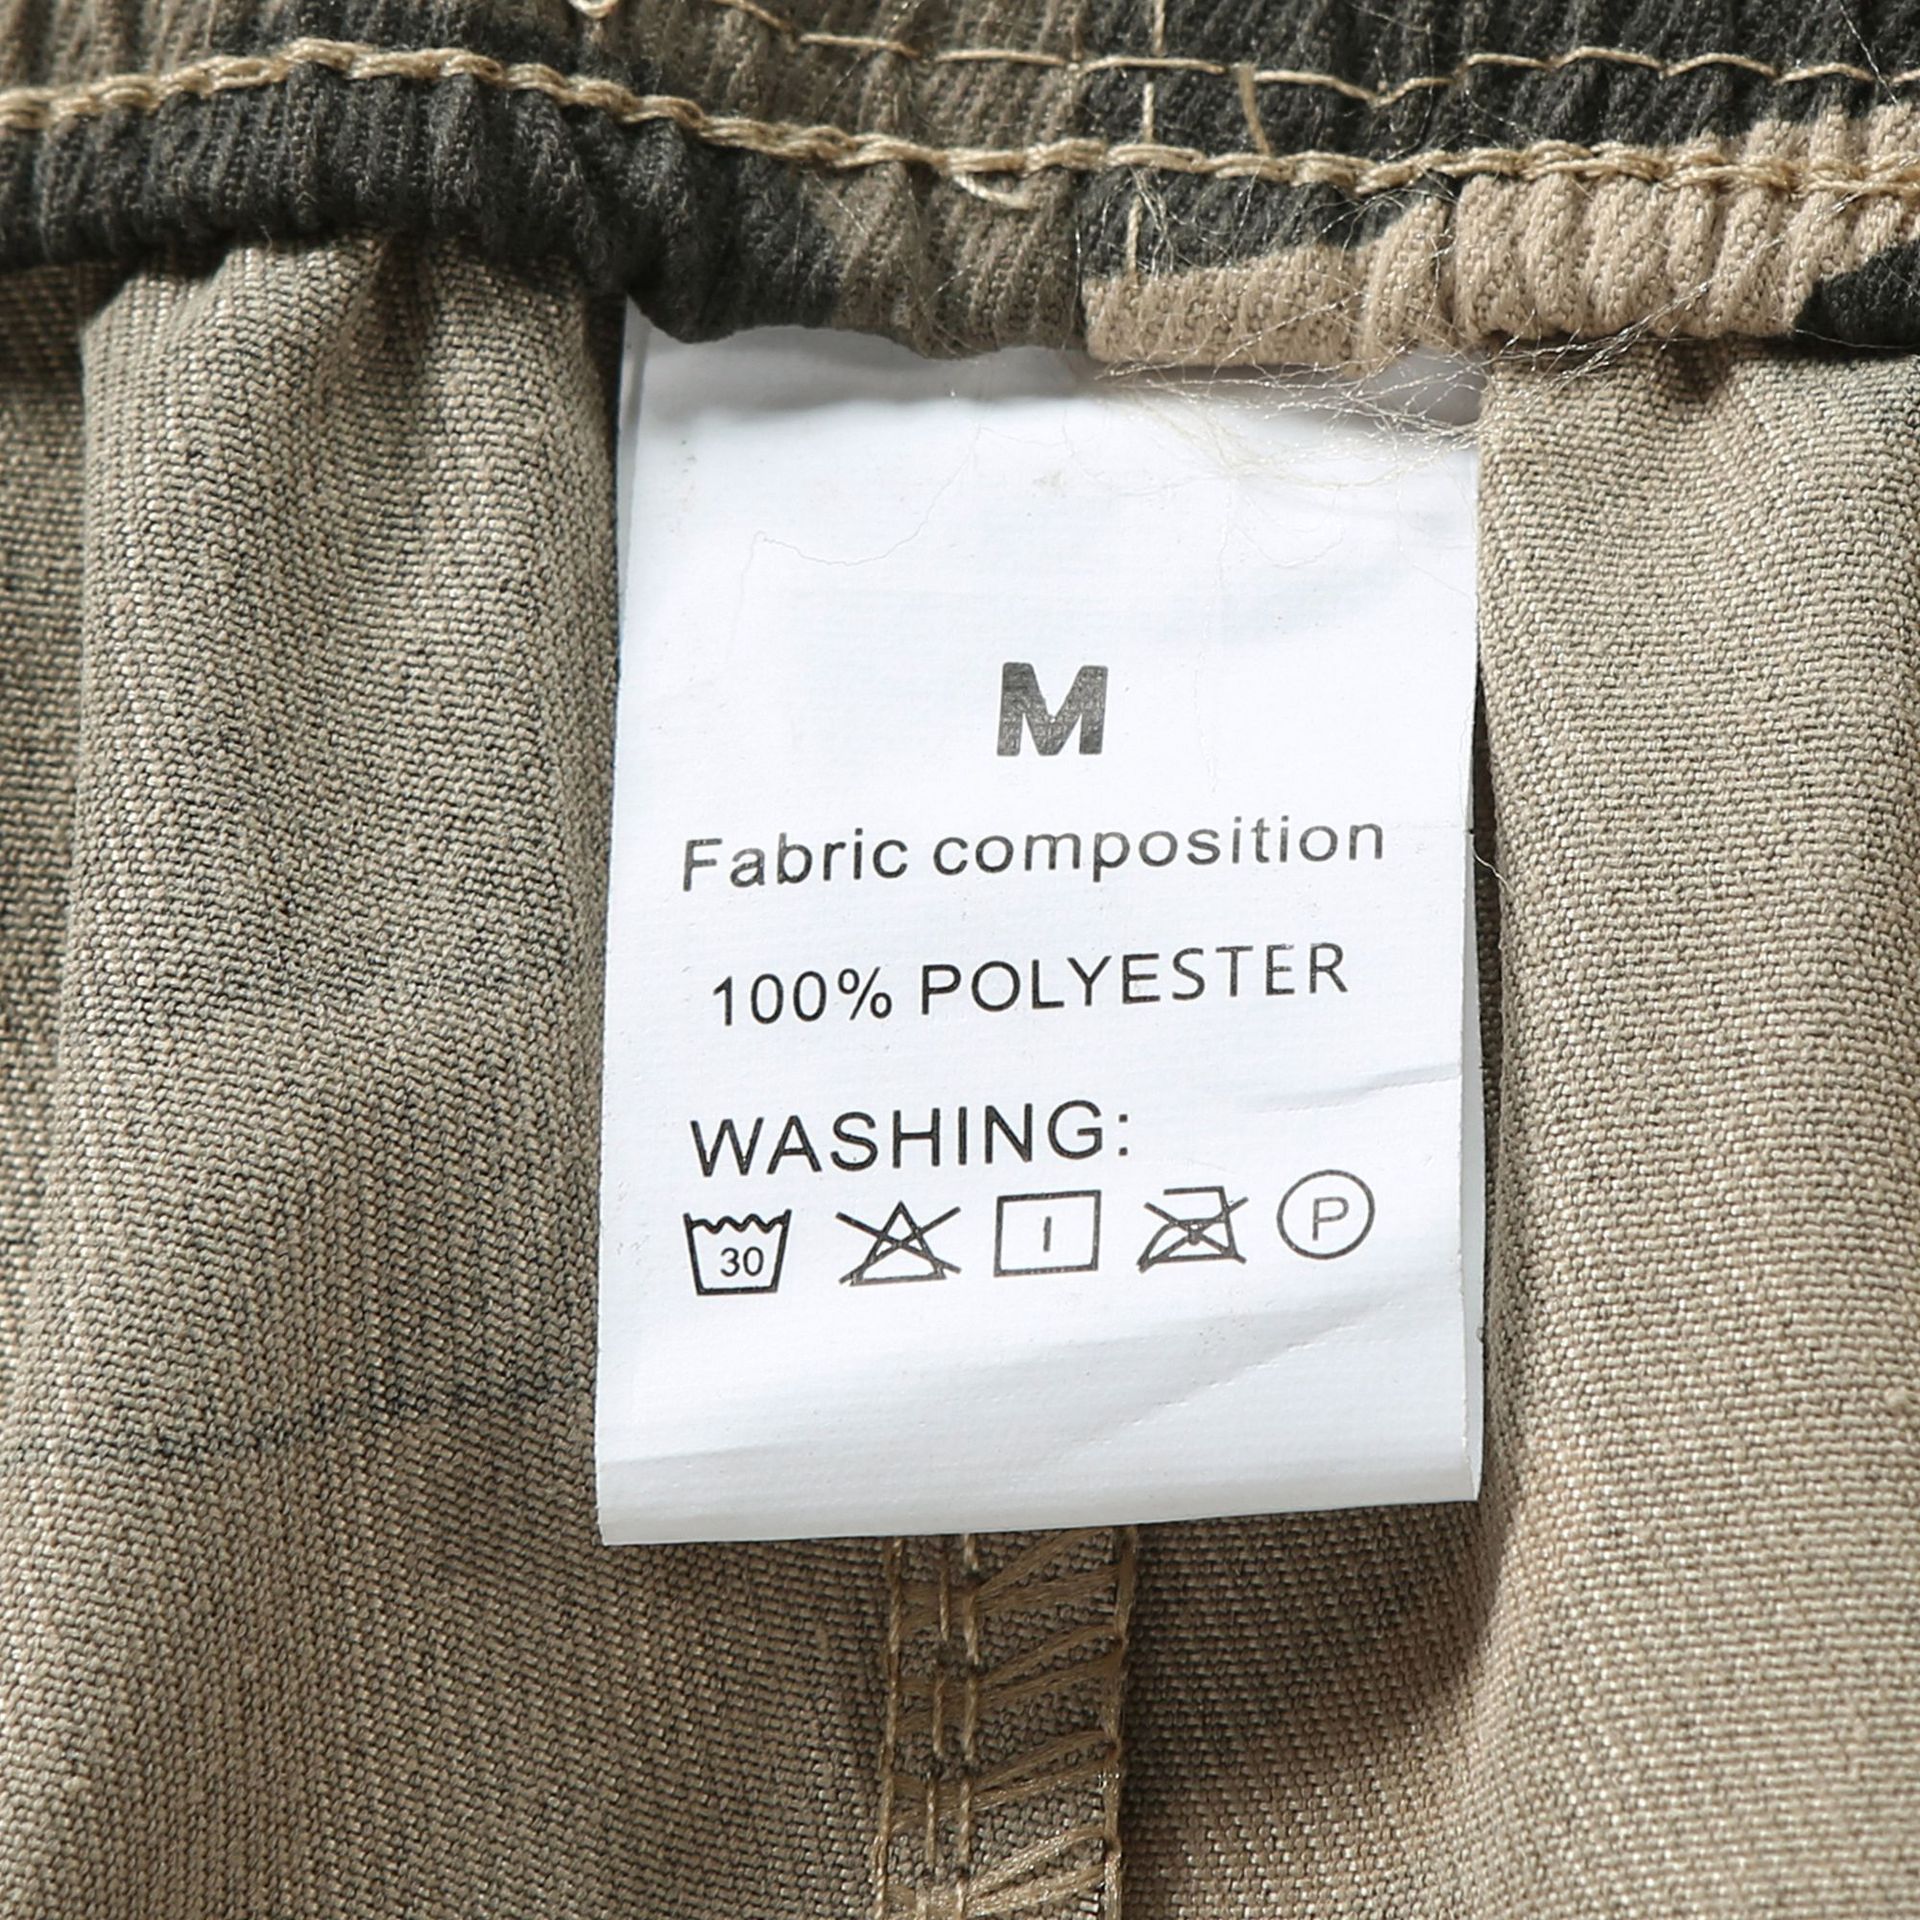 M
Fabric composition
100% POLYESTER
WASHING:
30 I P